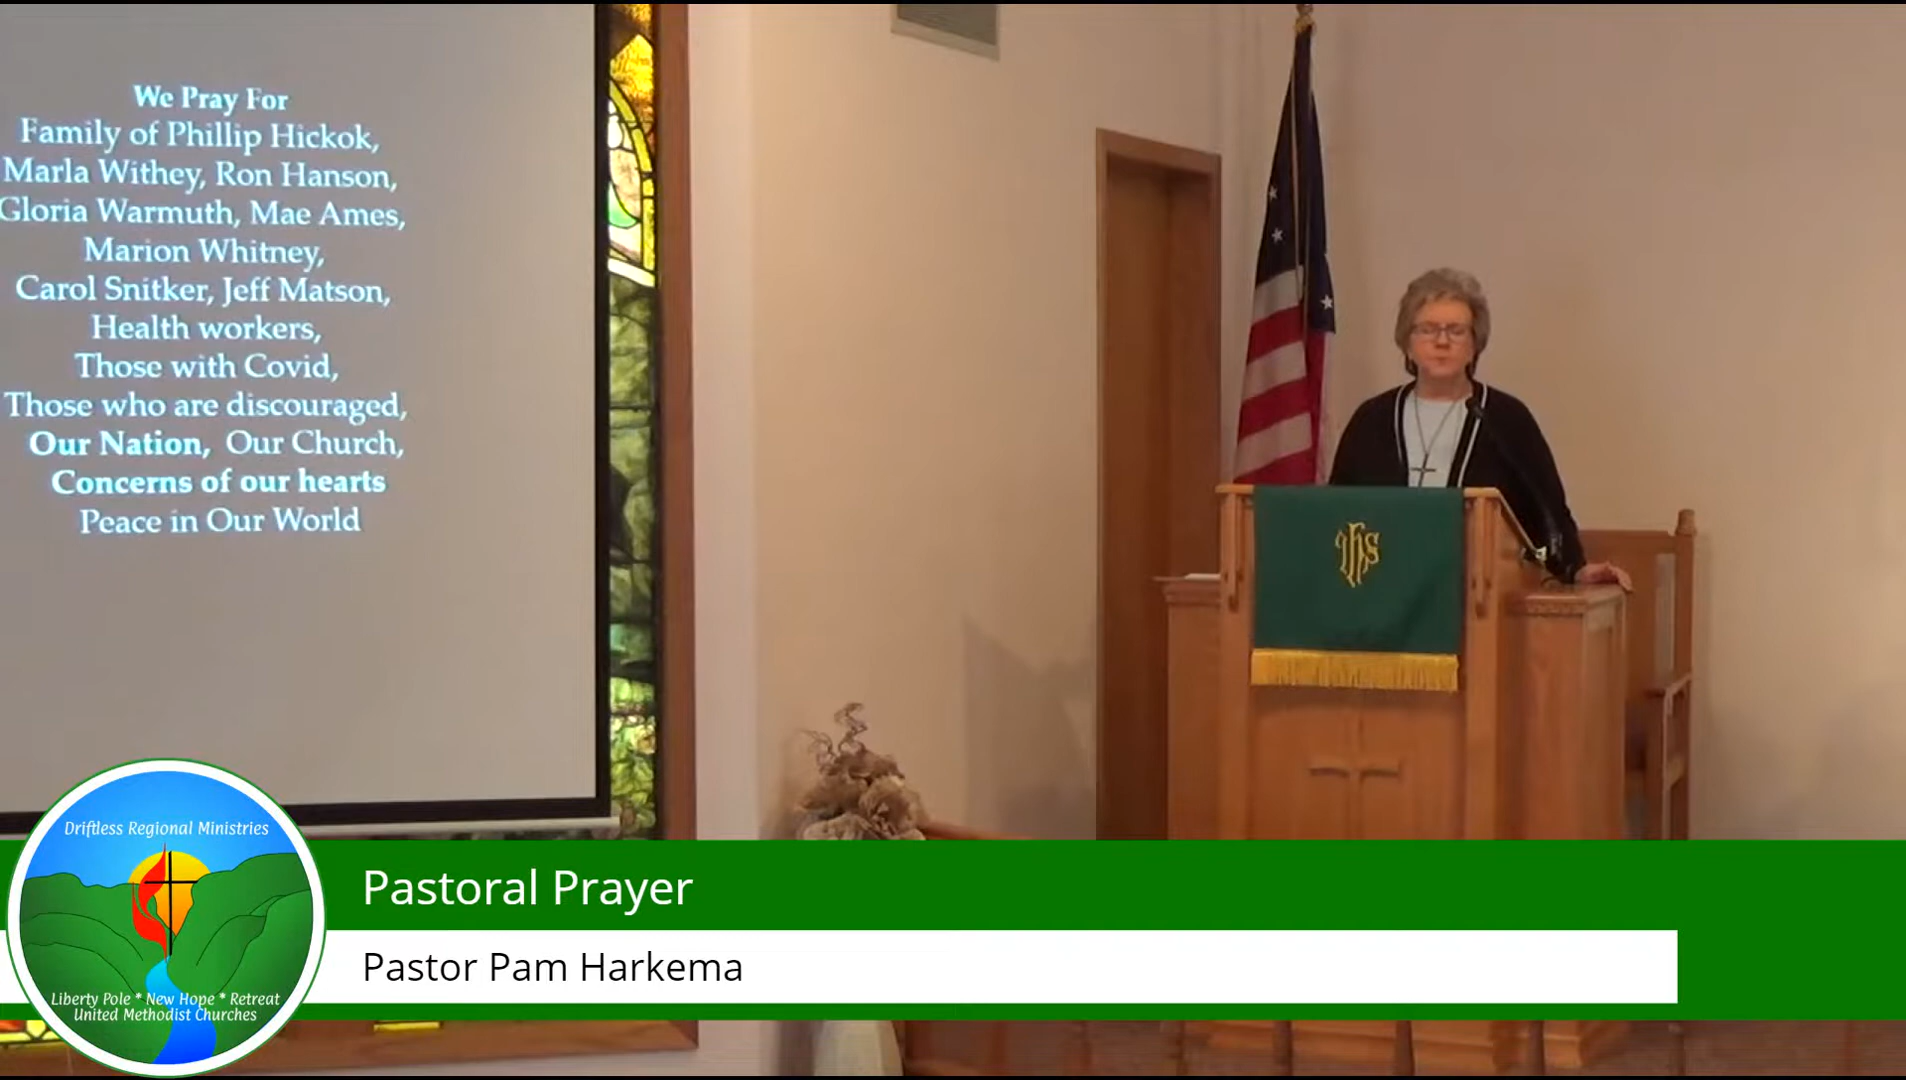 We Pray For
Family of Phillip Hickok,
Marla Withey, Ron Hanson,
Gloria Warmuth, Mae Ames,
Marion Whitney,
Carol Snitker, Jeff Matson,
Health workers,
Those with Covid,
Those who are discouraged,
Our Nation, Our Church,
Concerns of our hearts
Peace in Our World
IHS
Driftless Regional Ministries
Liberty Pole * New Hope * Retreat
United Methodist Churches
Pastoral Prayer
Pastor Pam Harkema